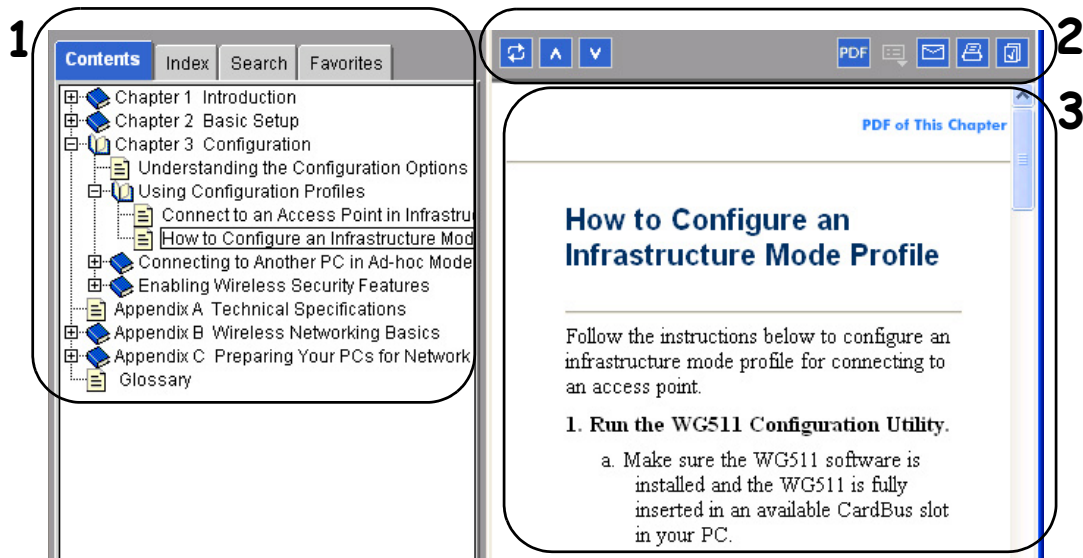 1
Contents Index Search Favorites
Chapter 1 Introduction
Chapter 2 Basic Setup
Chapter 3 Configuration
Understanding the Configuration Options
Using Configuration Profiles
Connect to an Access Point in Infrastru
How to Configure an Infrastructure Mod
Connecting to Another PC in Ad-hoc Mode
Enabling Wireless Security Features
Appendix A Technical Specifications
Appendix B Wireless Networking Basics
Appendix C Preparing Your PCs for Network
Glossary
2
PDF
3
PDF of This Chapter
How to Configure an
Infrastructure Mode Profile
Follow the instructions below to configure an
infrastructure mode profile for connecting to
an access point.
1. Run the WG511 Configuration Utility.
a. Make sure the WG511 software is
installed and the WG511 is fully
inserted in an available CardBus slot
in your PC.